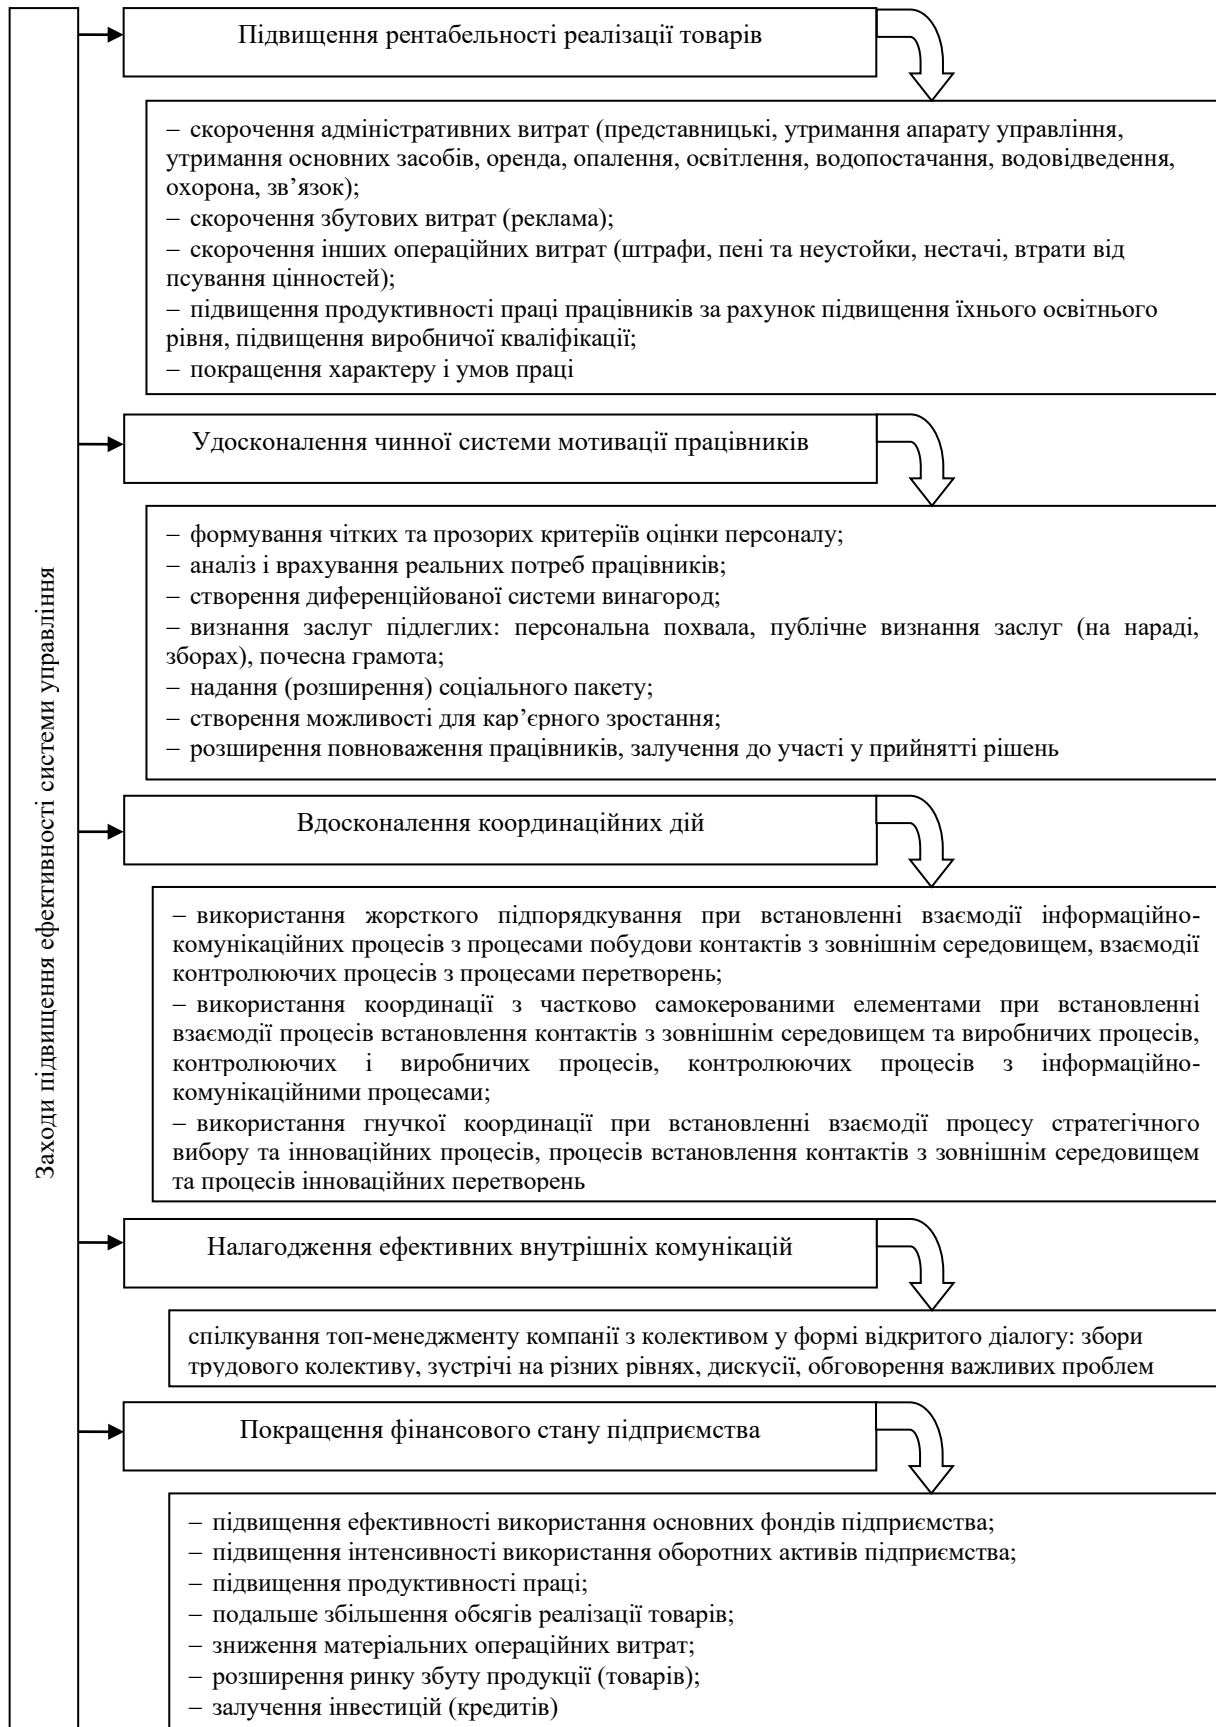 Заходи підвищення ефективності системи управління
Підвищення рентабельності реалізації товарів
– скорочення адміністративних витрат (представницькі, утримання апарату управління,
утримання основних засобів, оренда, опалення, освітлення, водопостачання, водовідведення,
охорона, зв’язок);
– скорочення збутових витрат (реклама);
– скорочення інших операційних витрат (штрафи, пені та неустойки, нестачі, втрати від
псування цінностей);
– підвищення продуктивності праці працівників за рахунок підвищення їхнього освітнього
рівня, підвищення виробничої кваліфікації;
– покращення характеру і умов праці
Удосконалення чинної системи мотивації працівників
– формування чітких та прозорих критеріїв оцінки персоналу;
– аналіз і врахування реальних потреб працівників;
– створення диференційованої системи винагород;
– визнання заслуг підлеглих: персональна похвала, публічне визнання заслуг (на нараді,
зборах), почесна грамота;
– надання (розширення) соціального пакету;
– створення можливості для кар’єрного зростання;
– розширення повноваження працівників, залучення до участі у прийнятті рішень
Вдосконалення координаційних дій
– використання жорсткого підпорядкування при встановленні взаємодії інформаційно-
комунікаційних процесів з процесами побудови контактів з зовнішнім середовищем, взаємодії
контролюючих процесів з процесами перетворень;
– використання координації з частково самокерованими елементами при встановленні
взаємодії процесів встановлення контактів з зовнішнім середовищем та виробничих процесів,
контролюючих і виробничих процесів, контролюючих процесів з інформаційно-
комунікаційними процесами;
– використання гнучкої координації при встановленні взаємодії процесу стратегічного
вибору та інноваційних процесів, процесів встановлення контактів з зовнішнім середовищем
та процесів інноваційних перетворень
Налагодження ефективних внутрішніх комунікацій
спілкування топ-менеджменту компанії з колективом у формі відкритого діалогу: збори
трудового колективу, зустрічі на різних рівнях, дискусії, обговорення важливих проблем
Покращення фінансового стану підприємства
– підвищення ефективності використання основних фондів підприємства;
– підвищення інтенсивності використання оборотних активів підприємства;
– підвищення продуктивності праці;
– подальше збільшення обсягів реалізації товарів;
– зниження матеріальних операційних витрат;
– розширення ринку збуту продукції (товарів);
– залучення інвестицій (кредитів)